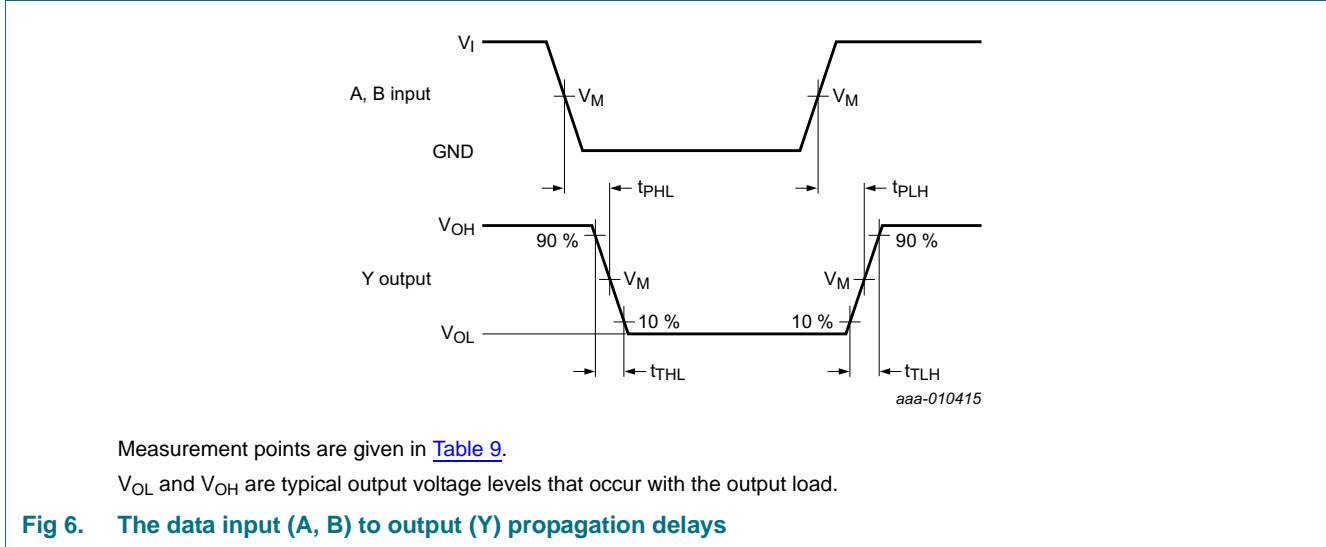 V_I
A, B input
V_M V_M
GND
t_PHL t_PLH
V_OH
90 % 90 %
Y output
V_M V_M
10 % 10 %
V_OL
t_THL t_TLH
aaa-010415
Measurement points are given in Table 9.
V_OL and V_OH are typical output voltage levels that occur with the output load.
Fig 6. The data input (A, B) to output (Y) propagation delays